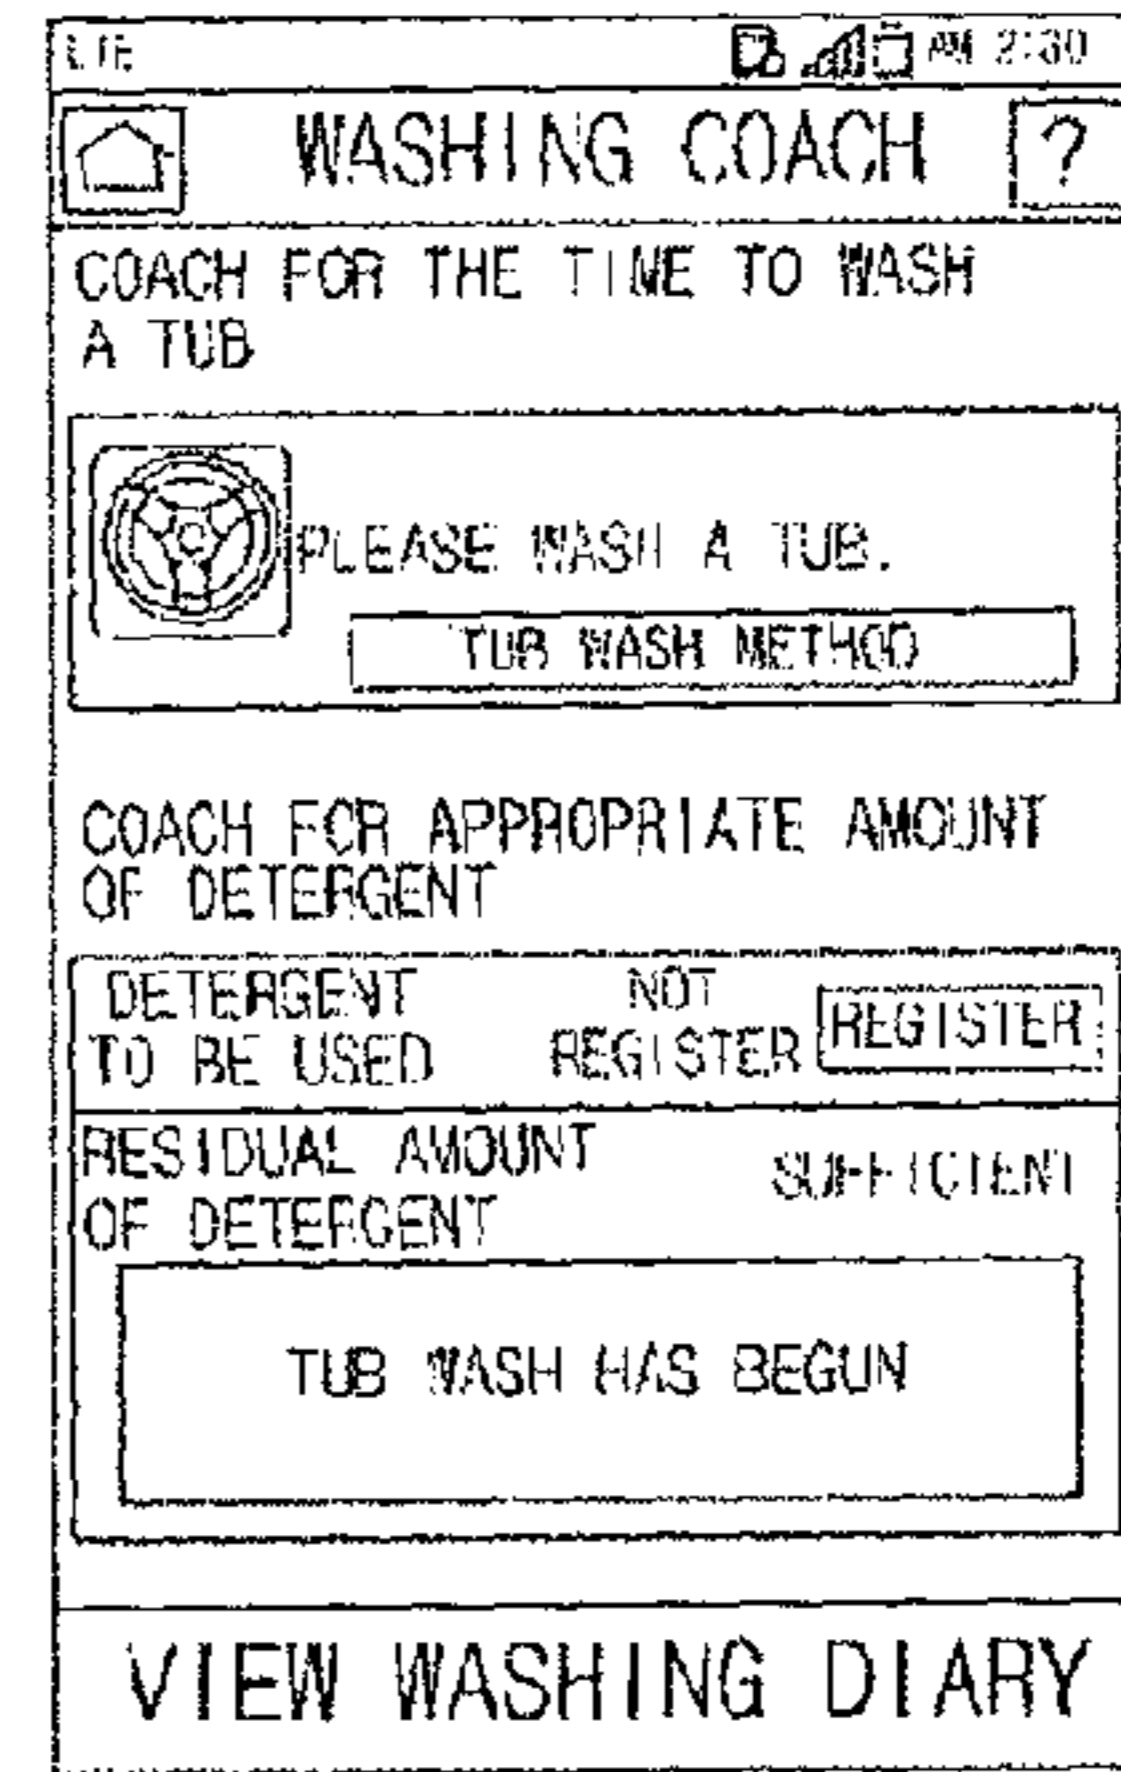 LTE AM 2:30
WASHING COACH ?
COACH FOR THE TIME TO WASH
A TUB
PLEASE WASH A TUB.
TUB WASH METHOD
COACH FOR APPROPRIATE AMOUNT
OF DETERGENT
DETERGENT NOT
TO BE USED REGISTER REGISTER
RESIDUAL AMOUNT SUFFICIENT
OF DETERGENT
TUB WASH HAS BEGUN
VIEW WASHING DIARY